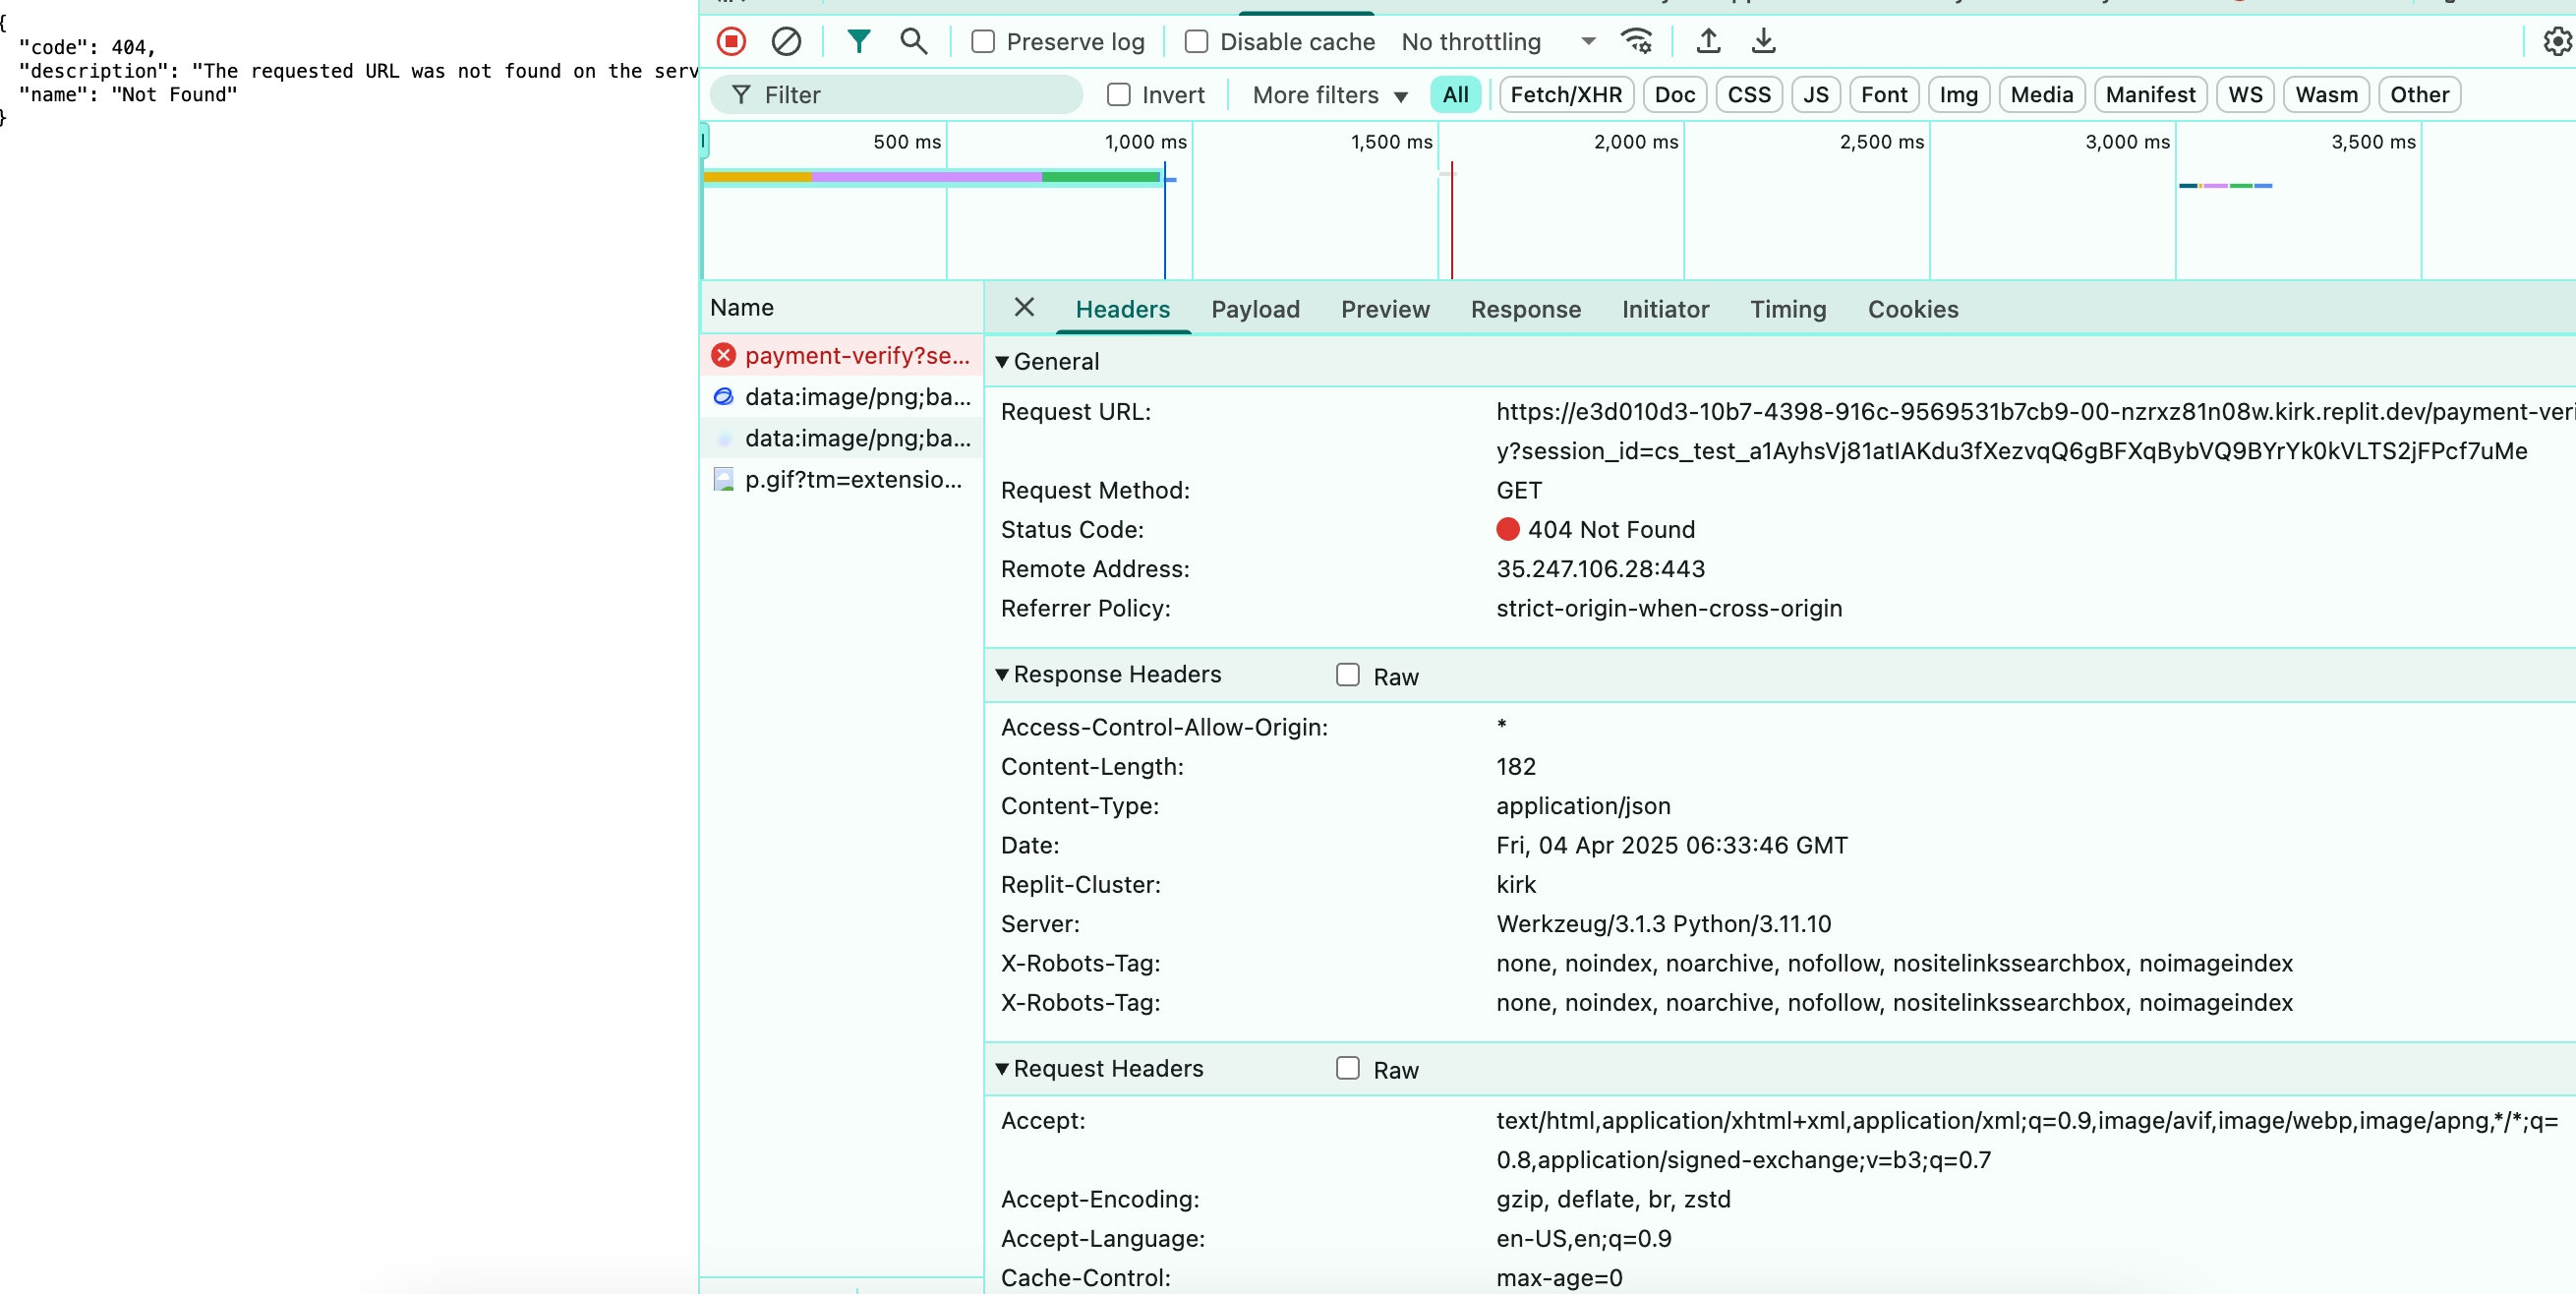 {
"code": 404,
"description": "The requested URL was not found on the serv
"name": "Not Found"
}
Preserve log
Disable cache
No throttling
Filter
Invert
More filters
All
Fetch/XHR
Doc
CSS
JS
Font
Img
Media
Manifest
WS
Wasm
Other
500 ms
1,000 ms
1,500 ms
2,000 ms
2,500 ms
3,000 ms
3,500 ms
Name
payment-verify?se...
data:image/png;ba...
data:image/png;ba...
p.gif?tm=extensio...
Headers
Payload
Preview
Response
Initiator
Timing
Cookies
General
Request URL:
https://e3d010d3-10b7-4398-916c-9569531b7cb9-00-nzrxz81n08w.kirk.replit.dev/payment-verif
y?session_id=cs_test_a1AyhsVj81atIAKdu3fXezvqQ6gBFXqBybVQ9BYrYk0kVLTS2jFPcf7uMe
Request Method:
GET
Status Code:
404 Not Found
Remote Address:
35.247.106.28:443
Referrer Policy:
strict-origin-when-cross-origin
Response Headers
Raw
Access-Control-Allow-Origin:
*
Content-Length:
182
Content-Type:
application/json
Date:
Fri, 04 Apr 2025 06:33:46 GMT
Replit-Cluster:
kirk
Server:
Werkzeug/3.1.3 Python/3.11.10
X-Robots-Tag:
none, noindex, noarchive, nofollow, nositelinkssearchbox, noimageindex
X-Robots-Tag:
none, noindex, noarchive, nofollow, nositelinkssearchbox, noimageindex
Request Headers
Raw
Accept:
text/html,application/xhtml+xml,application/xml;q=0.9,image/avif,image/webp,image/apng,*/*;q=
0.8,application/signed-exchange;v=b3;q=0.7
Accept-Encoding:
gzip, deflate, br, zstd
Accept-Language:
en-US,en;q=0.9
Cache-Control:
max-age=0